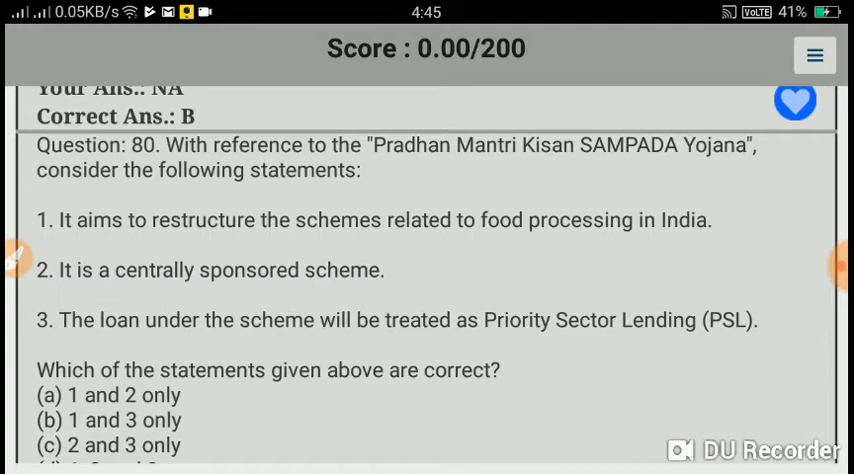 0.05KB/s
4:45
VoLTE 41%
Score : 0.00/200
Your Ans.: NA
Correct Ans.: B
Question: 80. With reference to the "Pradhan Mantri Kisan SAMPADA Yojana",
consider the following statements:
1. It aims to restructure the schemes related to food processing in India.
2. It is a centrally sponsored scheme.
3. The loan under the scheme will be treated as Priority Sector Lending (PSL).
Which of the statements given above are correct?
(a) 1 and 2 only
(b) 1 and 3 only
(c) 2 and 3 only
DU Recorder